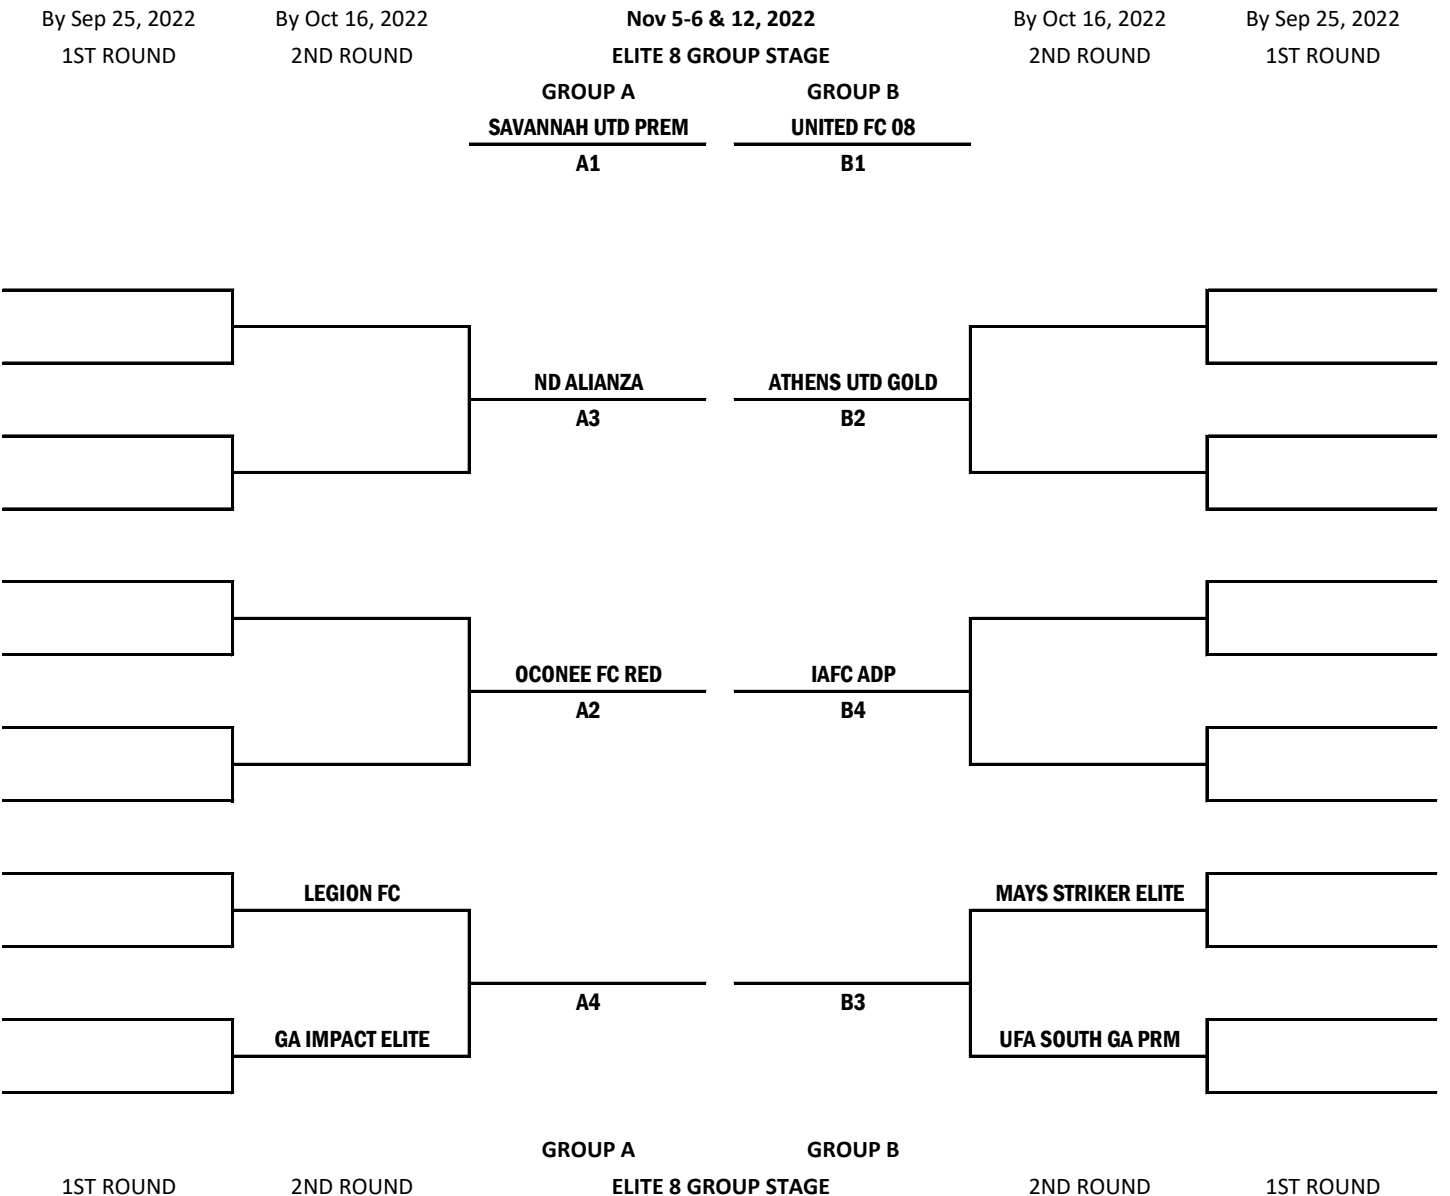 By Sep 25, 2022 By Oct 16, 2022 Nov 5-6 & 12, 2022 By Oct 16, 2022 By Sep 25, 2022
1ST ROUND 2ND ROUND ELITE 8 GROUP STAGE 2ND ROUND 1ST ROUND
GROUP A GROUP B
SAVANNAH UTD PREM UNITED FC 08
A1 B1
ND ALIANZA ATHENS UTD GOLD
A3 B2
OCONEE FC RED IAFC ADP
A2 B4
LEGION FC MAYS STRIKER ELITE
A4 B3
GA IMPACT ELITE UFA SOUTH GA PRM
GROUP A GROUP B
1ST ROUND 2ND ROUND ELITE 8 GROUP STAGE 2ND ROUND 1ST ROUND